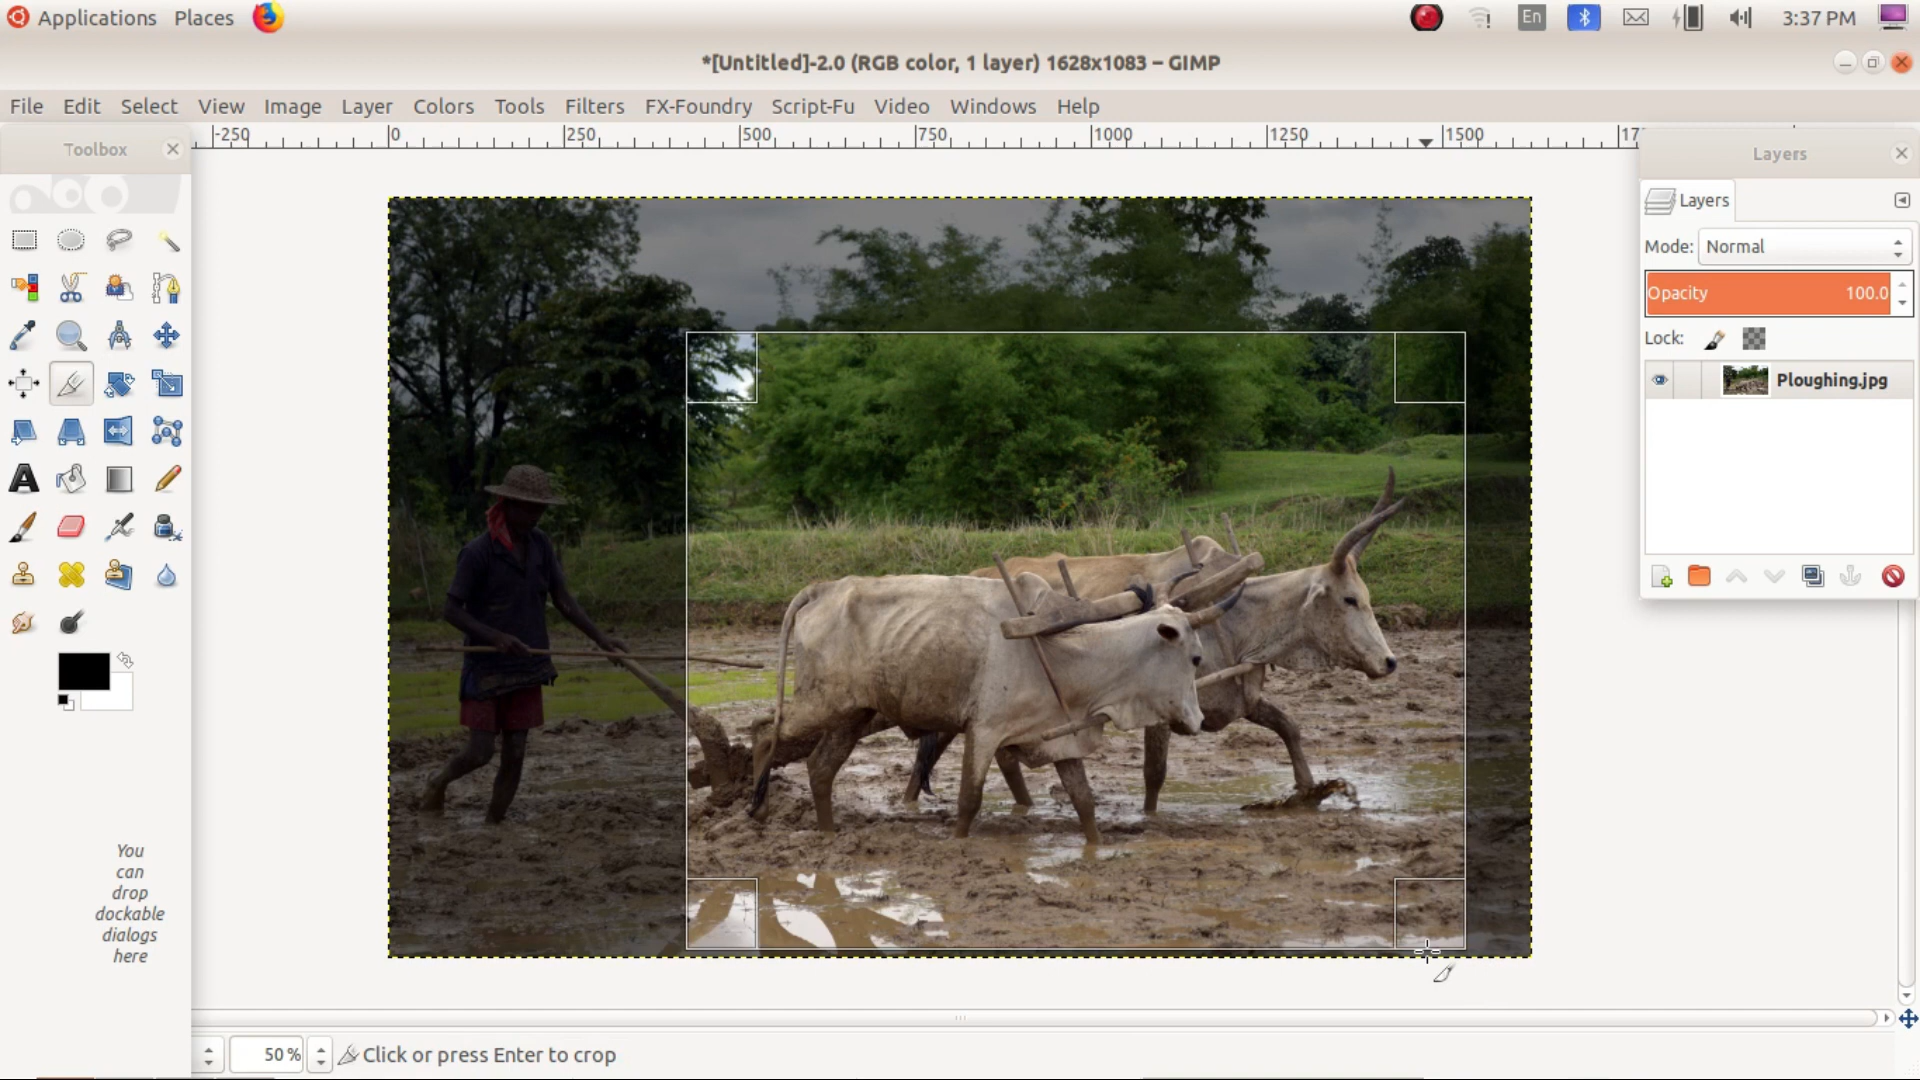 Applications Places
En
3:37 PM
*[Untitled]-2.0 (RGB color, 1 layer) 1628x1083 – GIMP
File Edit Select View Image Layer Colors Tools Filters FX-Foundry Script-Fu Video Windows Help
-250 0 250 500 750 1000 1250 1500
Toolbox
You
can
drop
dockable
dialogs
here
Layers
Layers
Mode: Normal
Opacity 100.0
Lock:
Ploughing.jpg
50 % Click or press Enter to crop